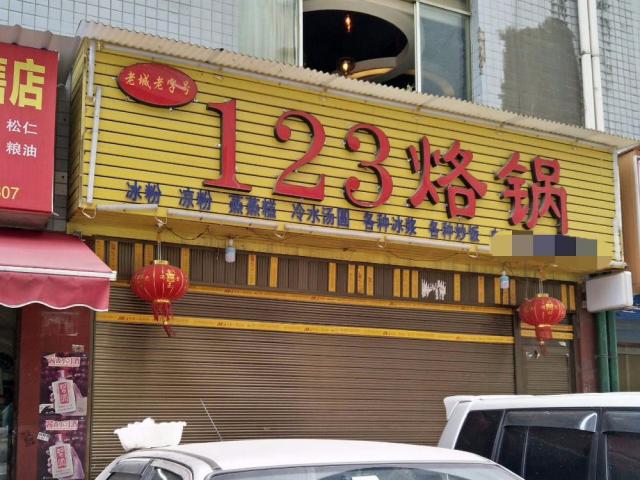 老城老字号
123烙锅
冰粉 凉粉 蒸蒸糕 冷水汤圆 各种冰浆 各种炒饭
店
松仁
粮油
307